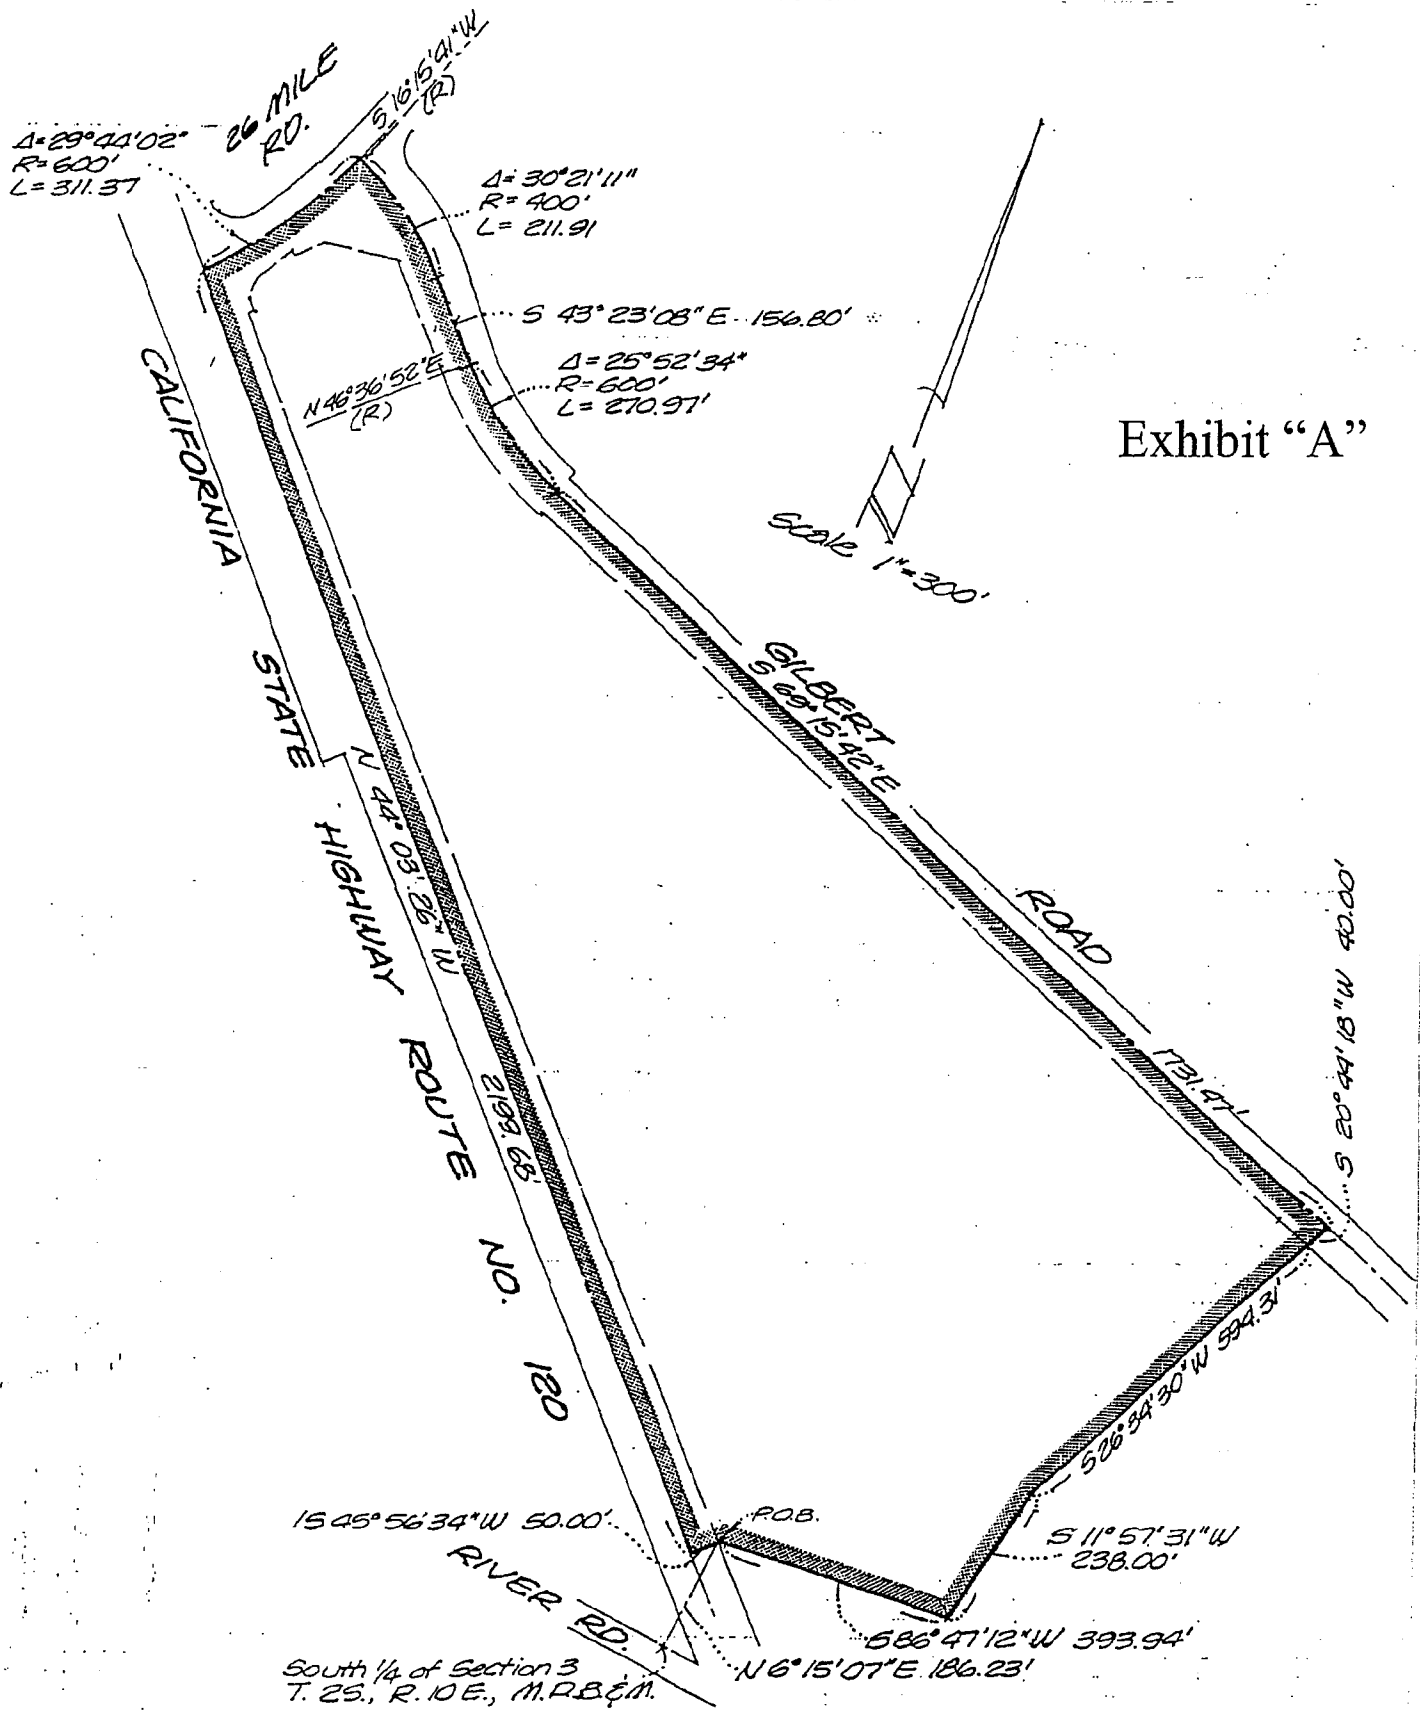 26 MILE
RD.
S 16°15'41"W
(R)
Δ=29°44'02"
R=600'
L=311.37
Δ=30°21'11"
R=400'
L=211.91
S 43°23'08"E 156.80'
Δ=25°52'34"
R=600'
L=270.97'
N46°36'52"E
(R)
Exhibit “A”
Scale 1"=300'
CALIFORNIA STATE HIGHWAY ROUTE NO. 120
N 44° 03' 26" W 2199.68'
GILBERT ROAD
S 69°15'42"E 1731.47'
S 20°44'18"W 40.00'
S26°34'30"W 594.31'
S 11°57'31"W
238.00'
S86°47'12"W 393.94'
N6°15'07"E 186.23'
P.O.B.
S45°56'34"W 50.00'
RIVER RD.
South 1/4 of Section 3
T. 2S., R. 10 E., M.D.B.&M.